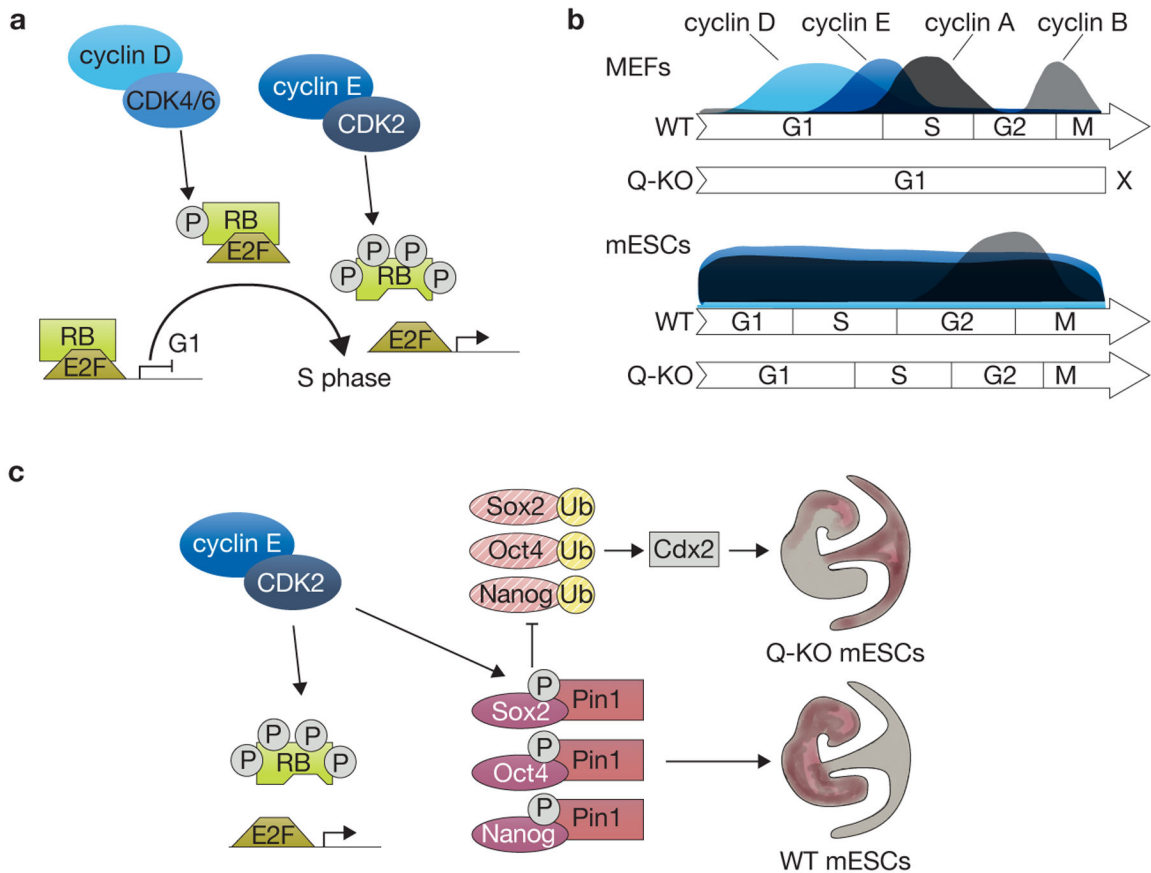 a
cyclin D
CDK4/6
cyclin E
CDK2
P
RB
E2F
P P
P RB P
RB
E2F
G1
S phase
E2F
b
cyclin D cyclin E cyclin A cyclin B
MEFs
WT G1 S G2 M
Q-KO G1 X
mESCs
WT G1 S G2 M
Q-KO G1 S G2 M
c
cyclin E
CDK2
P P
P RB P
E2F
Sox2 Ub
Oct4 Ub
Nanog Ub
Cdx2
Q-KO mESCs
P
Sox2 Pin1
P
Oct4 Pin1
P
Nanog Pin1
WT mESCs